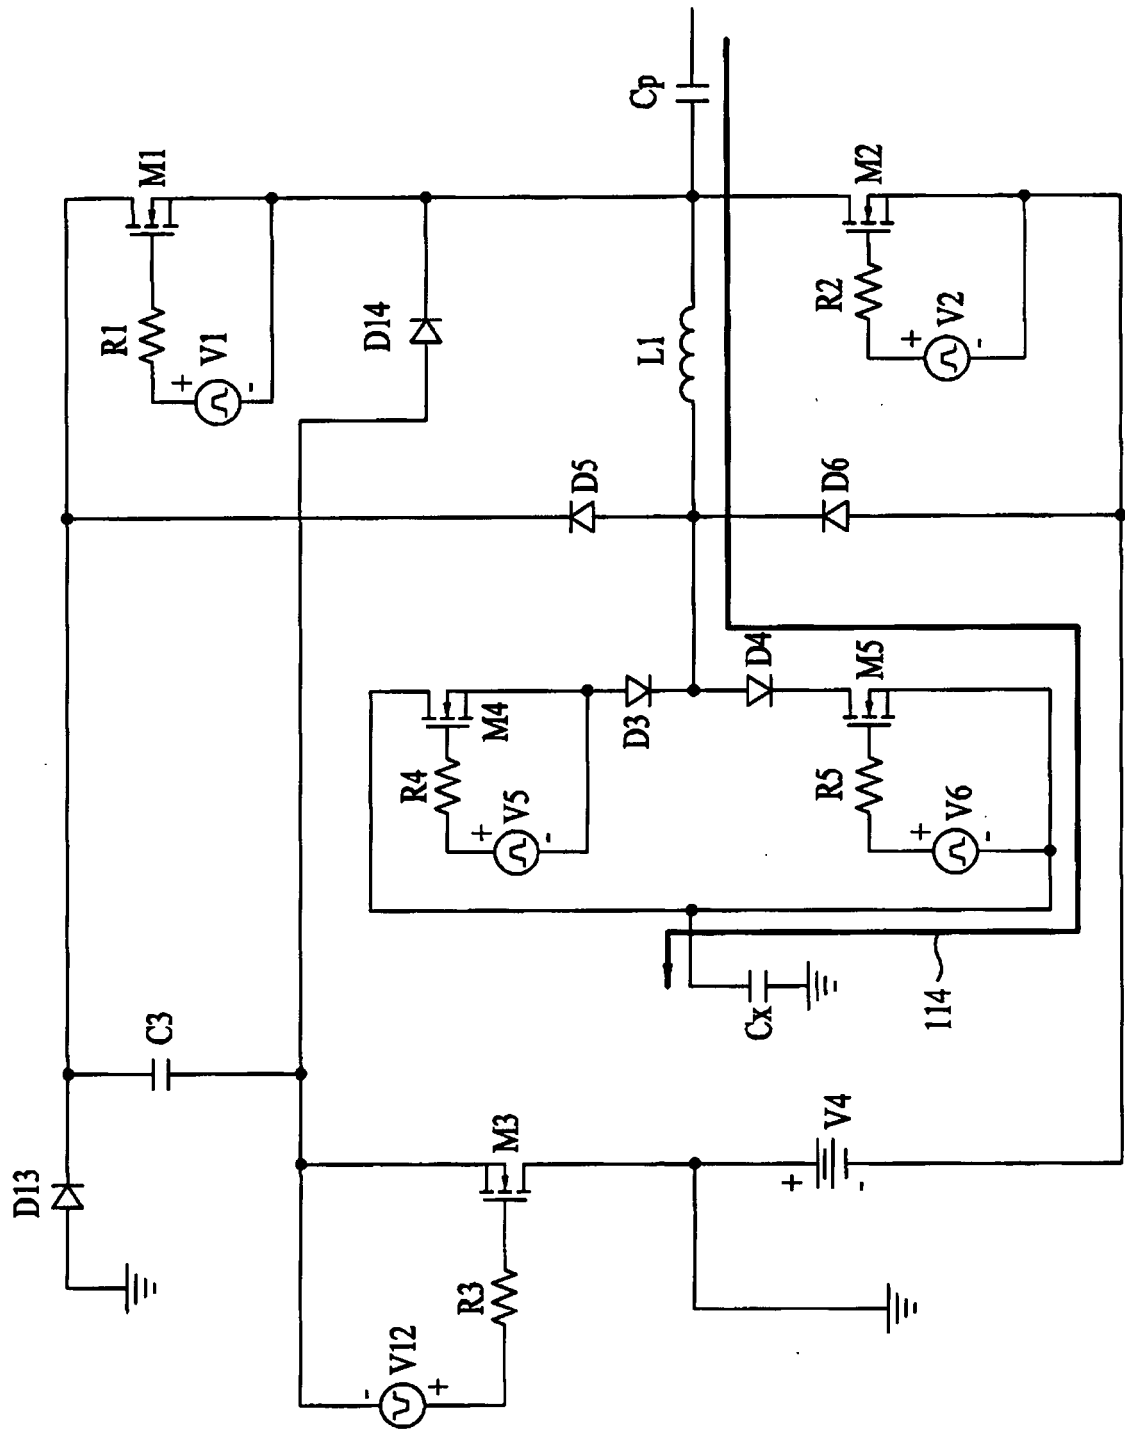 Cp
M1
M2
R1
V1
D14
R2
V2
L1
D5
D6
D4
M5
D3
M4
R4
V5
R5
V6
C3
Cx
114
D13
M3
V4
R3
V12
+
-
+
-
+
-
+
-
+
-
-
+